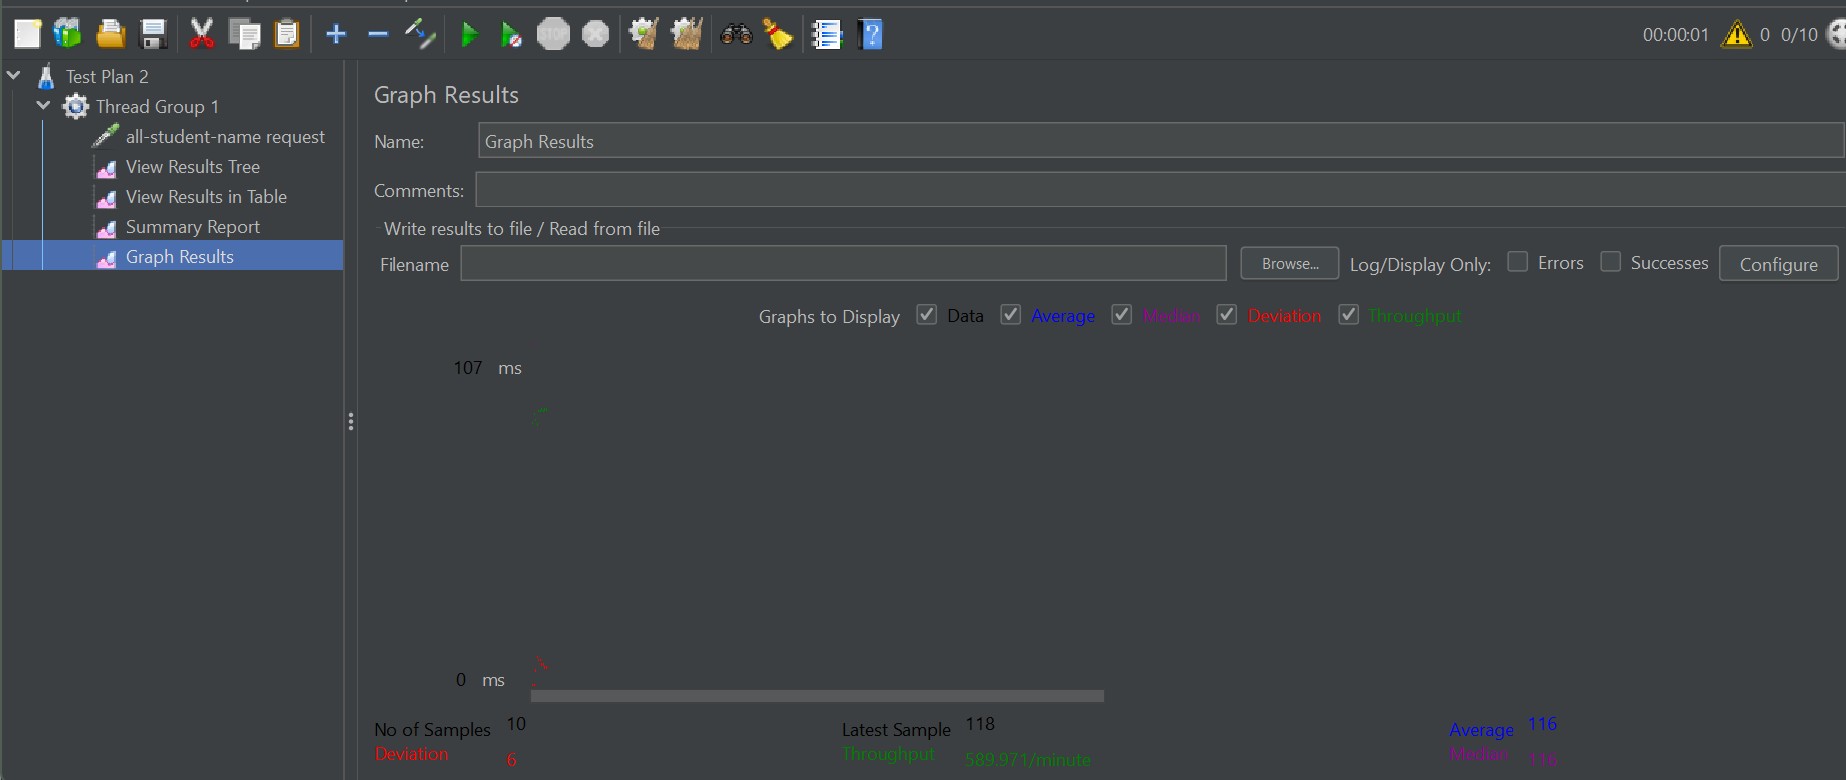 STOP
00:00:01 0 0/10
Test Plan 2
Thread Group 1
all-student-name request
View Results Tree
View Results in Table
Summary Report
Graph Results
Graph Results
Name: Graph Results
Comments:
Write results to file / Read from file
Filename Browse... Log/Display Only: Errors Successes Configure
Graphs to Display Data Average Median Deviation Throughput
107 ms
0 ms
No of Samples 10 Latest Sample 118 Average 116
Deviation 6 Throughput 589.971/minute Median 116